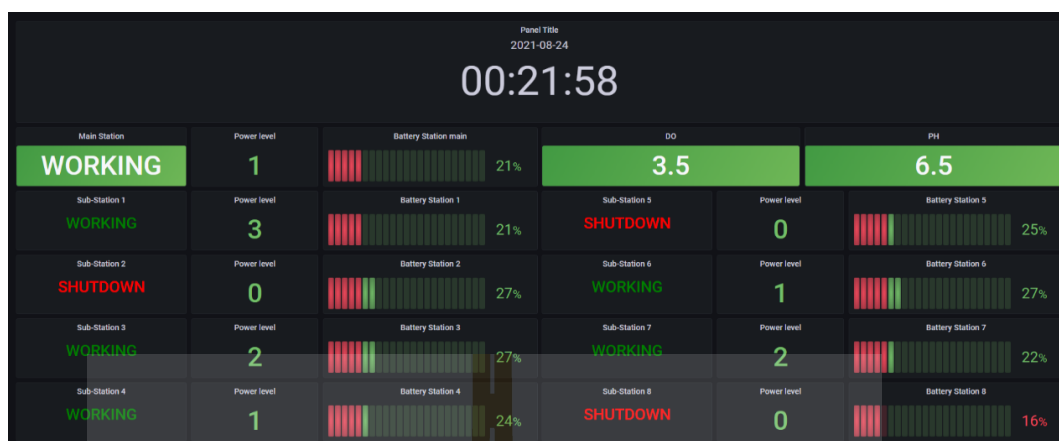 Panel Title
2021-08-24
00:21:58
Main Station Power level Battery Station main DO PH
WORKING 1 21% 3.5 6.5
Sub-Station 1 Power level Battery Station 1 Sub-Station 5 Power level Battery Station 5
WORKING 3 21% SHUTDOWN 0 25%
Sub-Station 2 Power level Battery Station 2 Sub-Station 6 Power level Battery Station 6
SHUTDOWN 0 27% WORKING 1 27%
Sub-Station 3 Power level Battery Station 3 Sub-Station 7 Power level Battery Station 7
WORKING 2 27% WORKING 2 22%
Sub-Station 4 Power level Battery Station 4 Sub-Station 8 Power level Battery Station 8
WORKING 1 24% SHUTDOWN 0 16%